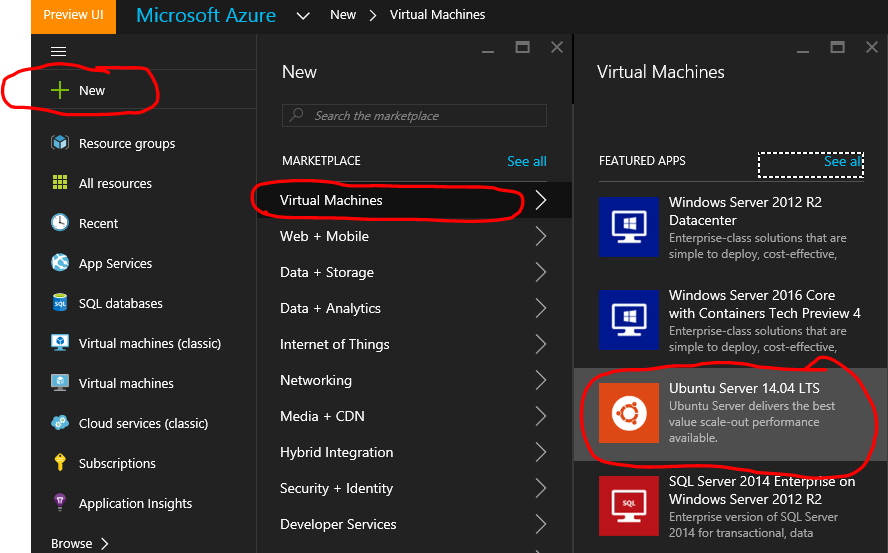 Preview UI
Microsoft Azure
New
Virtual Machines
New
Resource groups
All resources
Recent
App Services
SQL databases
Virtual machines (classic)
Virtual machines
Cloud services (classic)
Subscriptions
Application Insights
Browse
New
Search the marketplace
MARKETPLACE
See all
Virtual Machines
Web + Mobile
Data + Storage
Data + Analytics
Internet of Things
Networking
Media + CDN
Hybrid Integration
Security + Identity
Developer Services
Virtual Machines
FEATURED APPS
See all
Windows Server 2012 R2
Datacenter
Enterprise-class solutions that are
simple to deploy, cost-effective,
Windows Server 2016 Core
with Containers Tech Preview 4
Enterprise-class solutions that are
simple to deploy, cost-effective,
Ubuntu Server 14.04 LTS
Ubuntu Server delivers the best
value scale-out performance
available.
SQL Server 2014 Enterprise on
Windows Server 2012 R2
Enterprise version of SQL Server
2014 for transactional, data